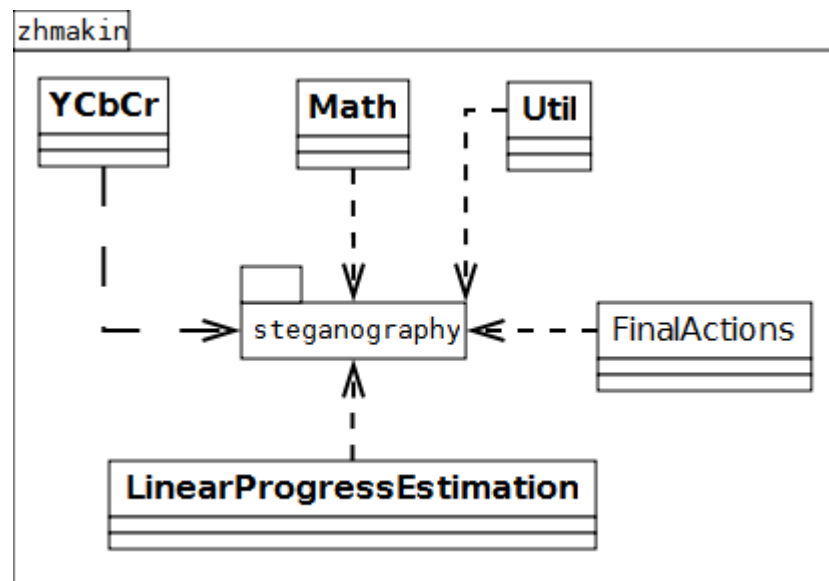 zhmakin
YCbCr
Math
Util
steganography
FinalActions
LinearProgressEstimation